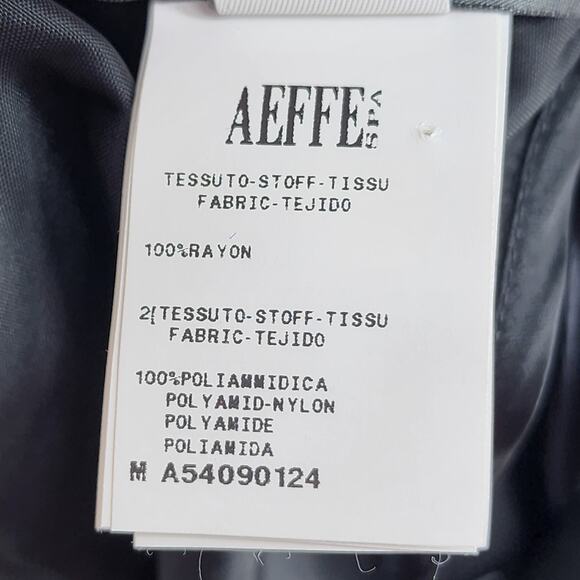 AEFFE SPA
TESSUTO-STOFF-TISSU
FABRIC-TEJIDO
100%RAYON
2[TESSUTO-STOFF-TISSU
FABRIC-TEJIDO
100%POLIAMMIDICA
POLYAMID-NYLON
POLYAMIDE
POLIAMIDA
M A54090124